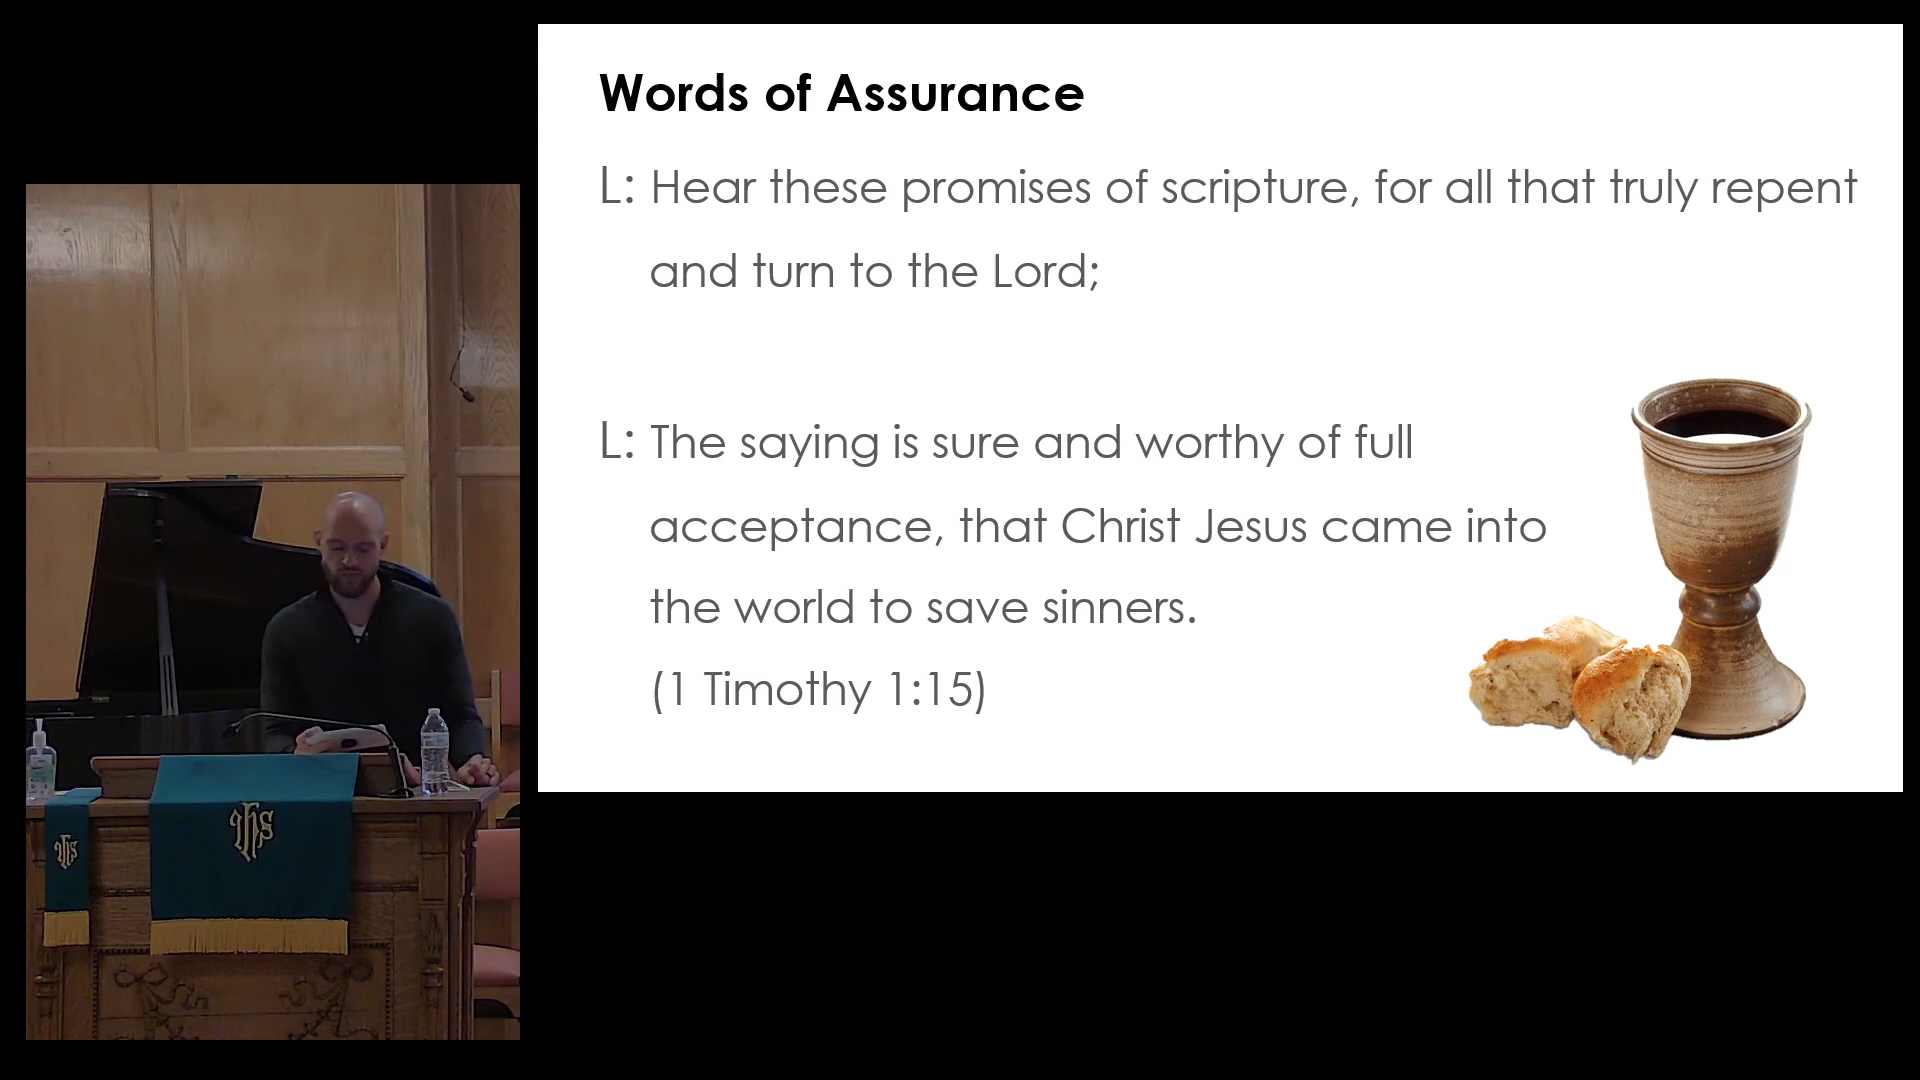 Words of Assurance
L: Hear these promises of scripture, for all that truly repent
and turn to the Lord;
L: The saying is sure and worthy of full
acceptance, that Christ Jesus came into
the world to save sinners.
(1 Timothy 1:15)
IHS
IHS